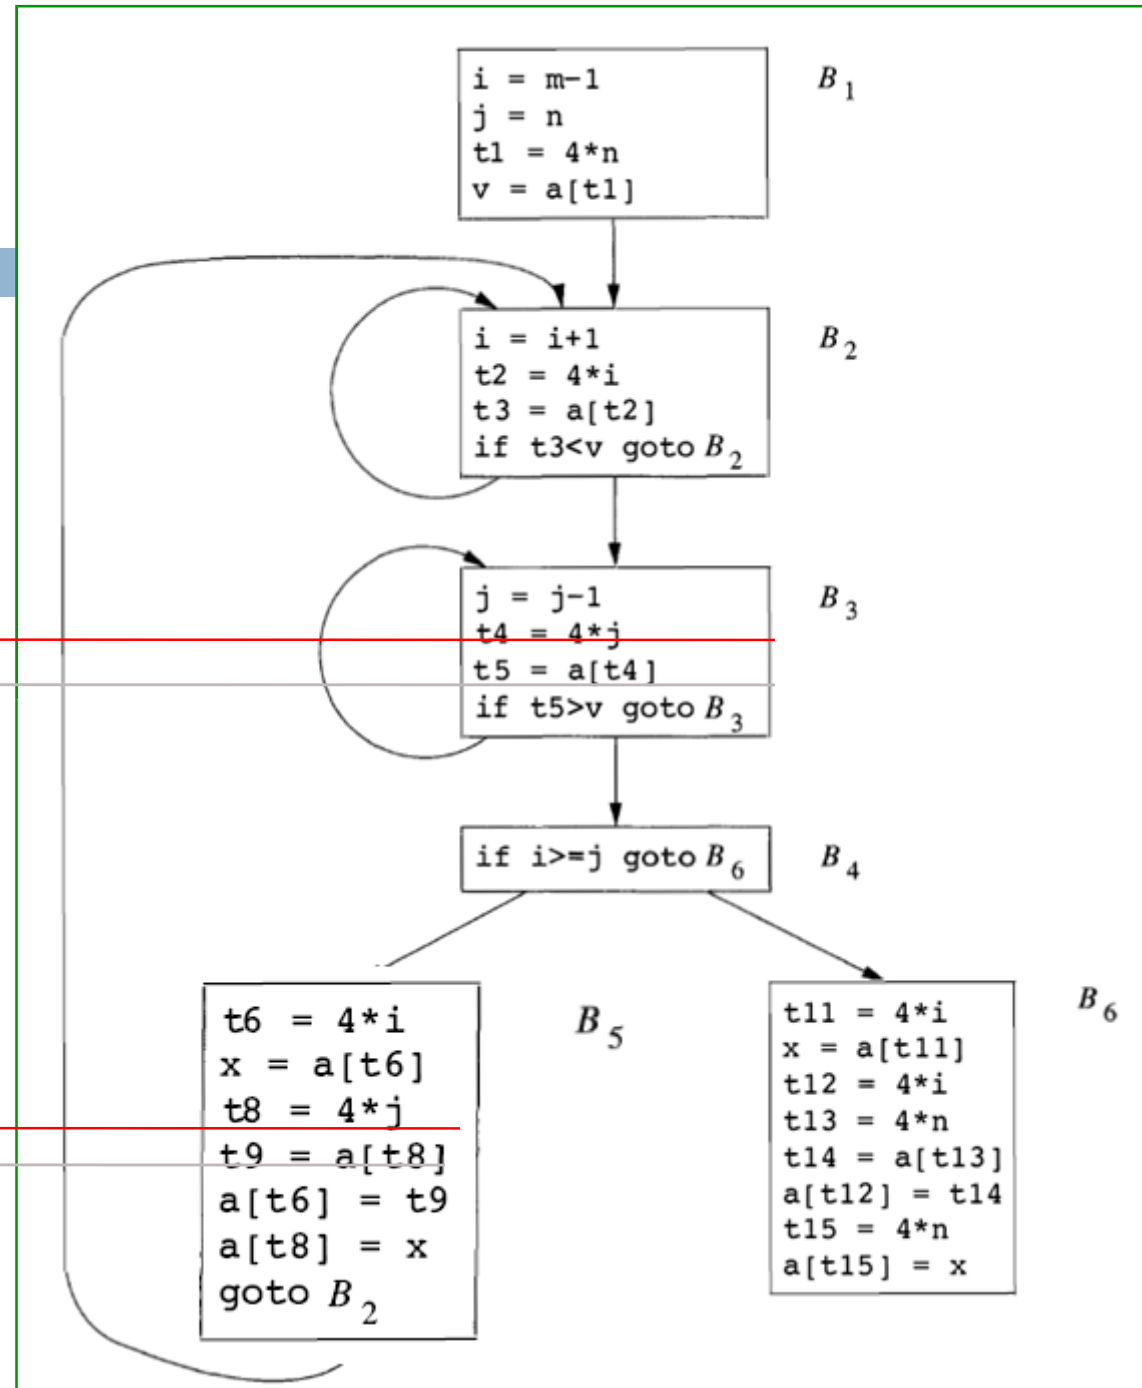 i = m-1
j = n
t1 = 4*n
v = a[t1]
B1
i = i+1
t2 = 4*i
t3 = a[t2]
if t3<v goto B2
B2
j = j-1
t4 = 4*j
t5 = a[t4]
if t5>v goto B3
B3
if i>=j goto B6
B4
t6 = 4*i
x = a[t6]
t8 = 4*j
t9 = a[t8]
a[t6] = t9
a[t8] = x
goto B2
B5
t11 = 4*i
x = a[t11]
t12 = 4*i
t13 = 4*n
t14 = a[t13]
a[t12] = t14
t15 = 4*n
a[t15] = x
B6